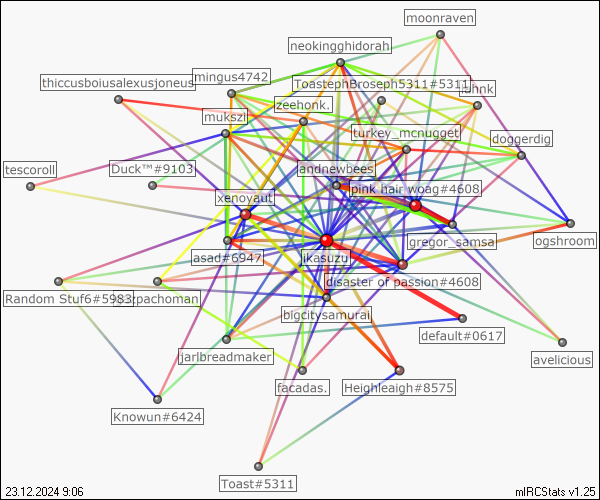 moonraven
neokingghidorah
thiccusboiusalexusjoneus
mingus4742
ToastephBroseph5311#5311
zeehonk.
mukszi
turkey_mcnugget
doggerdig
tescoroll
Duck™#9103
andnewbees
pink hair woag#4608
xenoyaut
gregor_samsa
ogshroom
asad#6947
ikasuzu
disaster of passion#4608
Random Stuf6#5983
pachoman
bigcitysamurai
default#0617
jarlbreadmaker
avelicious
facadas.
Heighleaigh#8575
Knowun#6424
Toast#5311
23.12.2024 9:06
mIRCStats v1.25